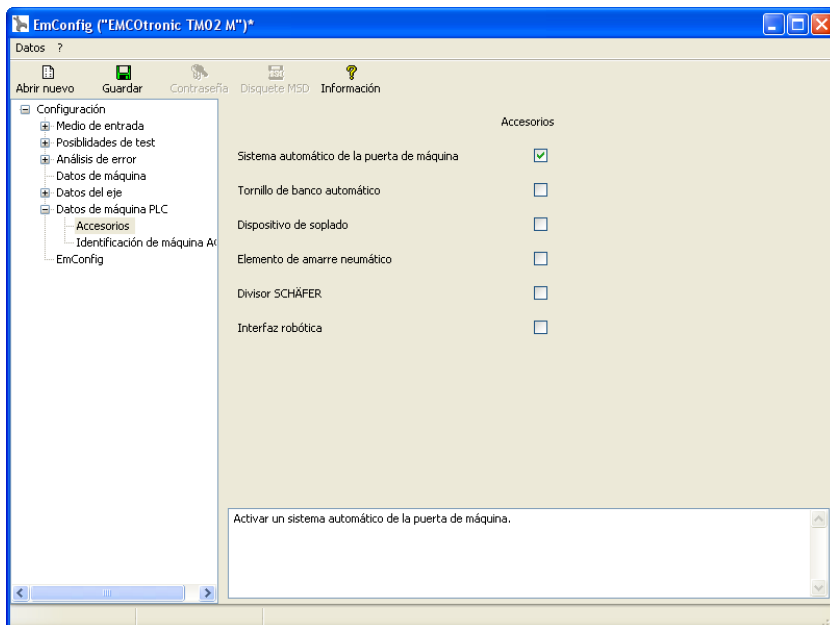 EmConfig ("EMCOtronic TM02 M")*
Datos ?
Abrir nuevo Guardar Contraseña Disquete MSD Información
Configuración
Medio de entrada
Posiblidades de test
Análisis de error
Datos de máquina
Datos del eje
Datos de máquina PLC
Accesorios
Identificación de máquina
EmConfig
Accesorios
Sistema automático de la puerta de máquina
Tornillo de banco automático
Dispositivo de soplado
Elemento de amarre neumático
Divisor SCHÄFER
Interfaz robótica
Activar un sistema automático de la puerta de máquina.